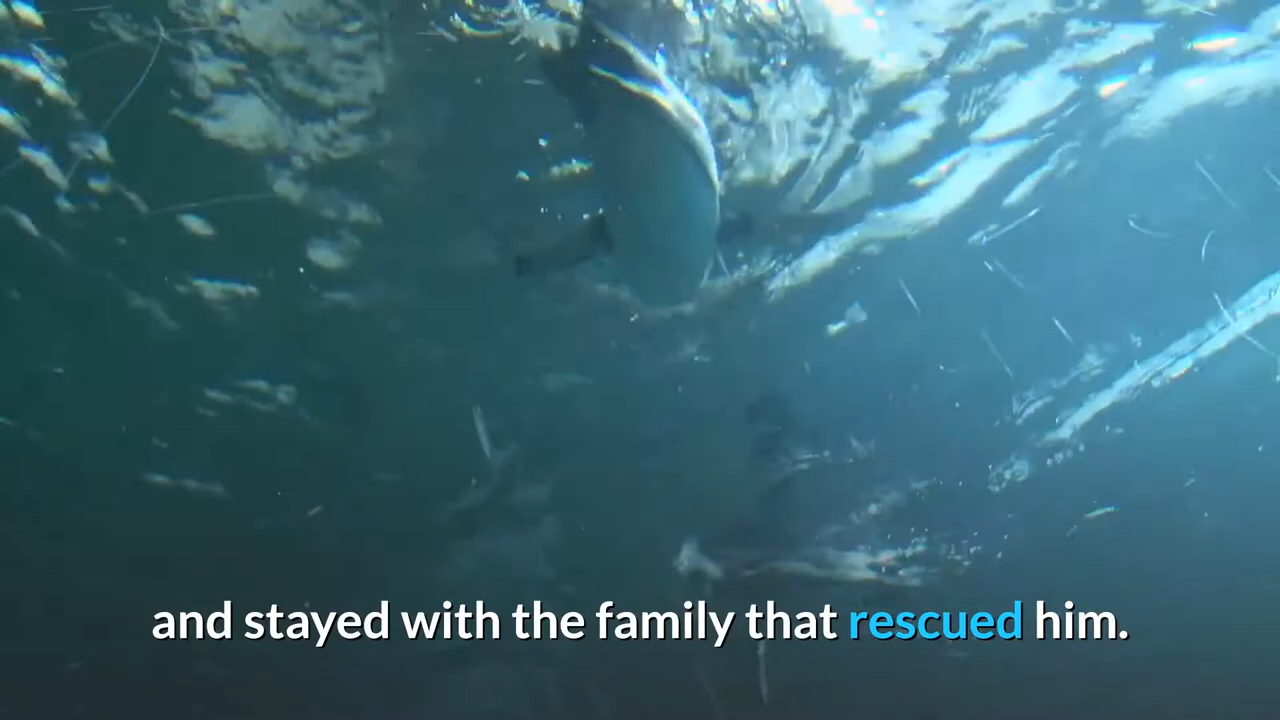 and stayed with the family that rescued him.